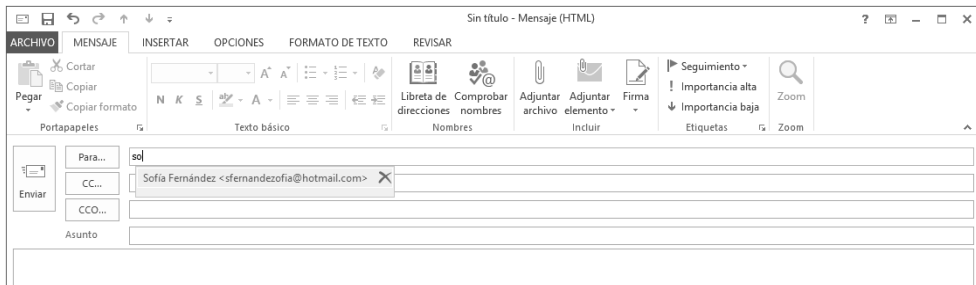 Sin título - Mensaje (HTML)
ARCHIVO MENSAJE INSERTAR OPCIONES FORMATO DE TEXTO REVISAR
Pegar
Cortar
Copiar
Copiar formato
Portapapeles
N K S
Texto básico
Libreta de direcciones
Comprobar nombres
Nombres
Adjuntar archivo
Adjuntar elemento
Firma
Incluir
Seguimiento
Importancia alta
Importancia baja
Etiquetas
Zoom
Zoom
Enviar
Para... so
Sofía Fernández <sfernandezofia@hotmail.com>
CC...
CCO...
Asunto